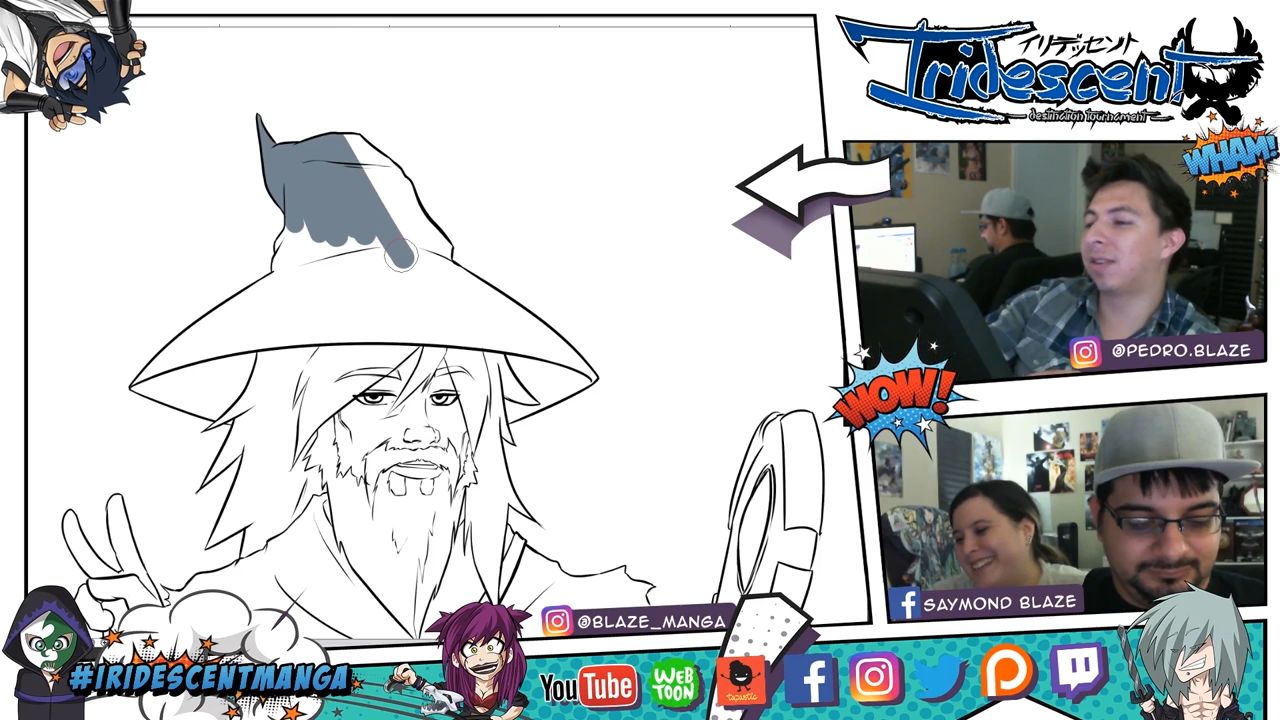 イリデッセント
Iridescent
destination tournament
WHAM!
@PEDRO.BLAZE
WOW!
SAYMOND BLAZE
@BLAZE_MANGA
#IRIDESCENTMANGA
YouTube
WEB
TOON
tapastic